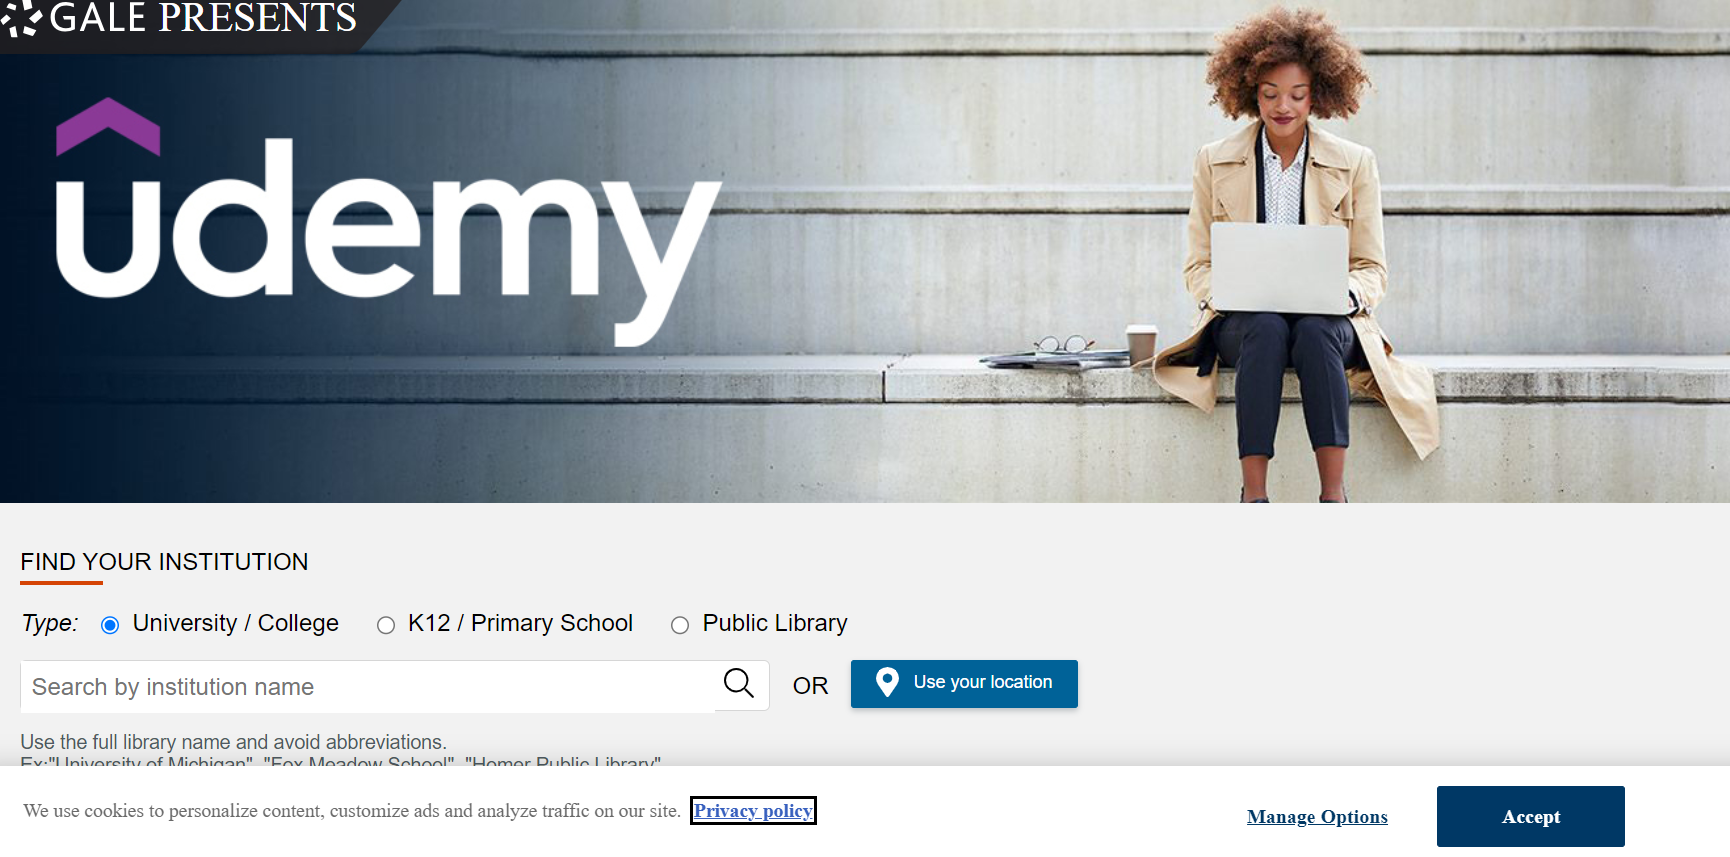 GALE PRESENTS
udemy
FIND YOUR INSTITUTION
Type: University / College K12 / Primary School Public Library
Search by institution name OR Use your location
Use the full library name and avoid abbreviations.
Ex:"University of Michigan", "Fox Meadow School", "Homer Public Library"
We use cookies to personalize content, customize ads and analyze traffic on our site. Privacy policy Manage Options Accept